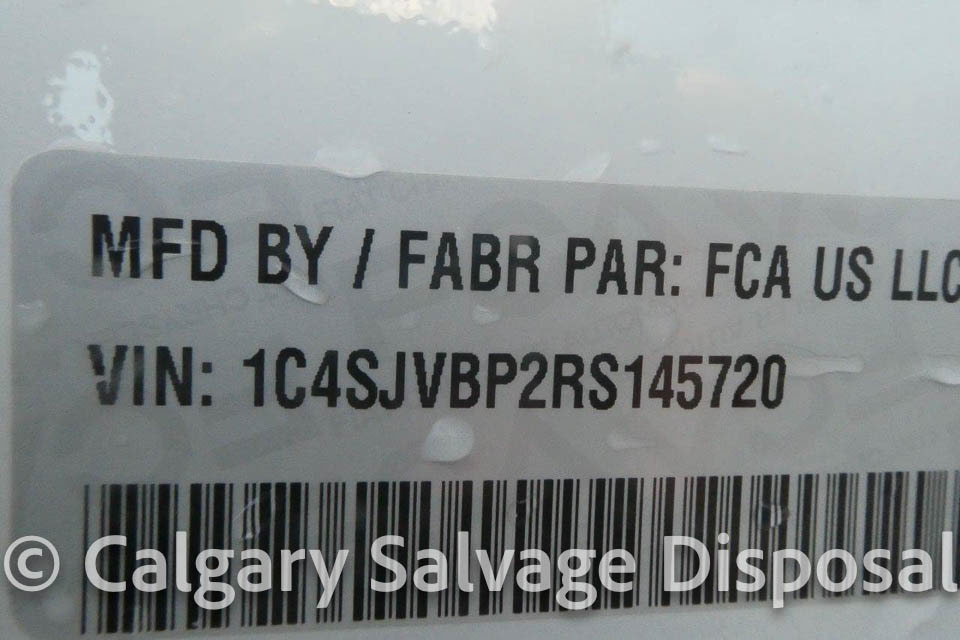 MFD BY / FABR PAR: FCA US LLC
VIN: 1C4SJVBP2RS145720
© Calgary Salvage Disposal